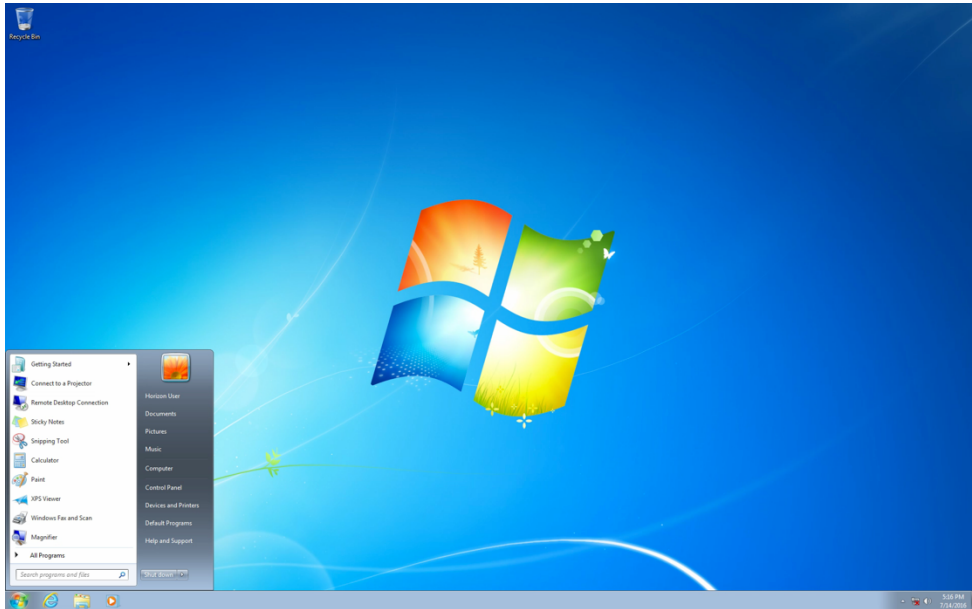 Recycle Bin
Getting Started
Connect to a Projector
Remote Desktop Connection
Sticky Notes
Snipping Tool
Calculator
Paint
XPS Viewer
Windows Fax and Scan
Magnifier
All Programs
Search programs and files
Horizon User
Documents
Pictures
Music
Computer
Control Panel
Devices and Printers
Default Programs
Help and Support
Shut down
5:16 PM
7/14/2016